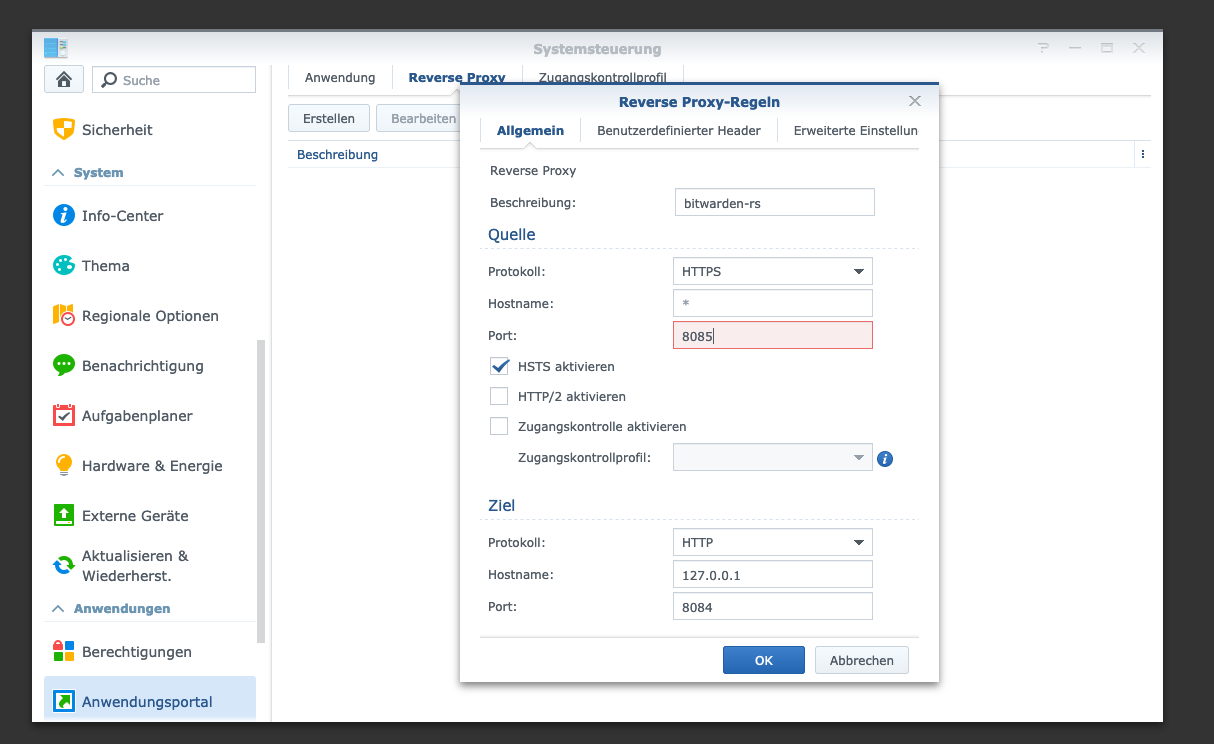 Systemsteuerung
Suche
Sicherheit
System
Info-Center
Thema
Regionale Optionen
Benachrichtigung
Aufgabenplaner
Hardware & Energie
Externe Geräte
Aktualisieren &
Wiederherst.
Anwendungen
Berechtigungen
Anwendungsportal
Anwendung
Reverse Proxy
Zugangskontrollprofil
Erstellen
Bearbeiten
Beschreibung
Reverse Proxy-Regeln
Allgemein
Benutzerdefinierter Header
Erweiterte Einstellun
Reverse Proxy
Beschreibung: bitwarden-rs
Quelle
Protokoll: HTTPS
Hostname: *
Port: 8085
HSTS aktivieren
HTTP/2 aktivieren
Zugangskontrolle aktivieren
Zugangskontrollprofil:
Ziel
Protokoll: HTTP
Hostname: 127.0.0.1
Port: 8084
OK
Abbrechen